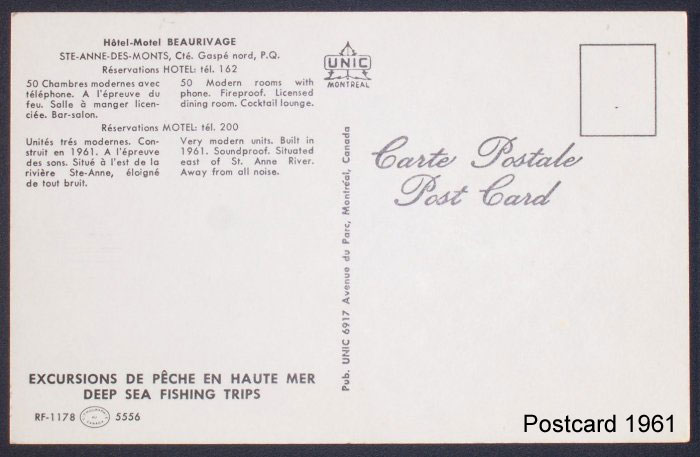 Hôtel-Motel BEAURIVAGE
STE-ANNE-DES-MONTS, Cté. Gaspé nord, P.Q.
Réservations HOTEL: tél. 162
50 Chambres modernes avec
téléphone. A l'épreuve du
feu. Salle à manger licen-
ciée. Bar-salon.
50 Modern rooms with
phone. Fireproof. Licensed
dining room. Cocktail lounge.
Réservations MOTEL: tél. 200
Unités trés modernes. Con-
struit en 1961. A l'épreuve
des sons. Situé à l'est de la
rivière Ste-Anne, éloigné
de tout bruit.
Very modern units. Built in
1961. Soundproof. Situated
east of St. Anne River.
Away from all noise.
EXCURSIONS DE PÊCHE EN HAUTE MER
DEEP SEA FISHING TRIPS
RF-1178 5556
UNIC
MONTREAL
Pub. UNIC 6917 Avenue du Parc, Montréal, Canada
Carte Postale
Post Card
Postcard 1961